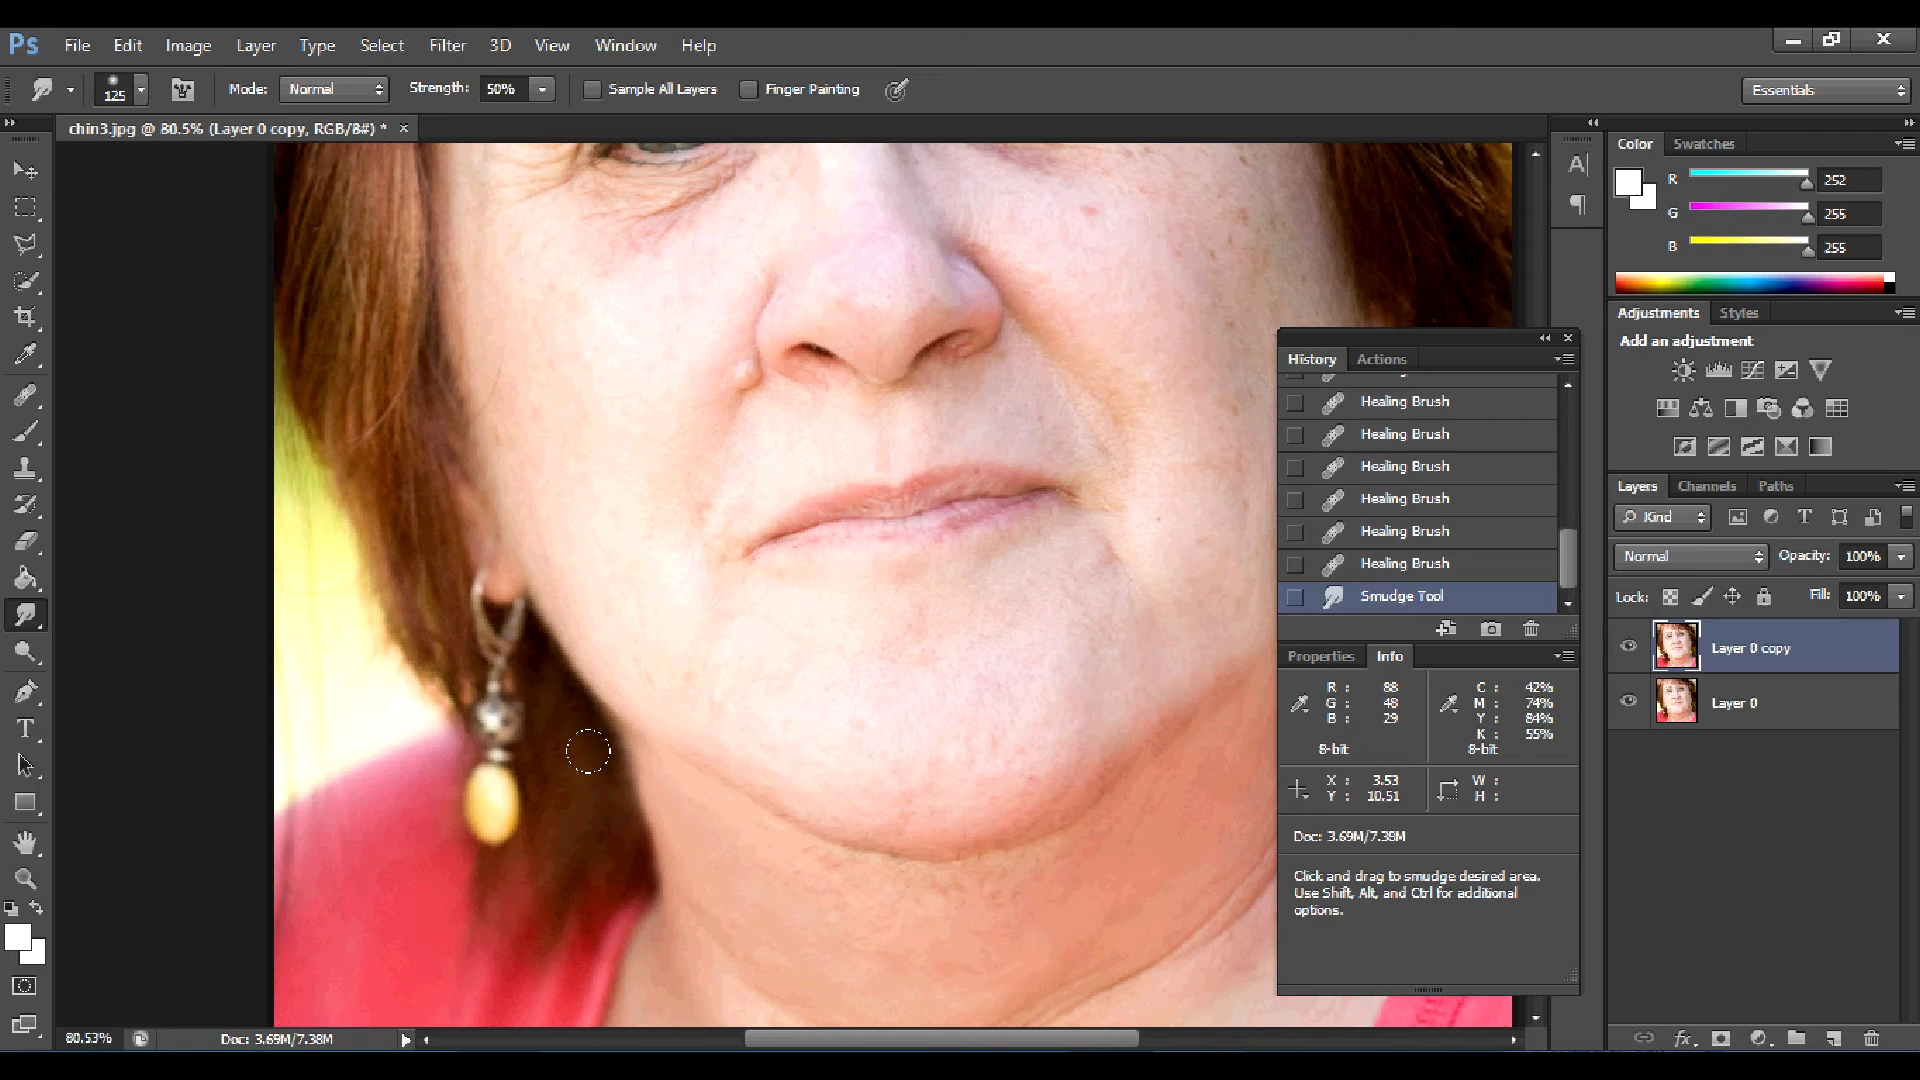 Ps File Edit Image Layer Type Select Filter 3D View Window Help
125 Mode: Normal Strength: 50% Sample All Layers Finger Painting Essentials
chin3.jpg @ 80.5% (Layer 0 copy, RGB/8#) * ×
Color Swatches
R 252
G 255
B 255
Adjustments Styles
Add an adjustment
History Actions
Healing Brush
Healing Brush
Healing Brush
Healing Brush
Healing Brush
Healing Brush
Smudge Tool
Properties Info
R : 88 C : 42%
G : 48 M : 74%
B : 29 Y : 84%
K : 55%
8-bit 8-bit
X : 3.53 W :
Y : 10.51 H :
Doc: 3.69M/7.38M
Click and drag to smudge desired area.
Use Shift, Alt, and Ctrl for additional
options.
Layers Channels Paths
Kind
Normal Opacity: 100%
Lock: Fill: 100%
Layer 0 copy
Layer 0
80.53% Doc: 3.69M/7.38M